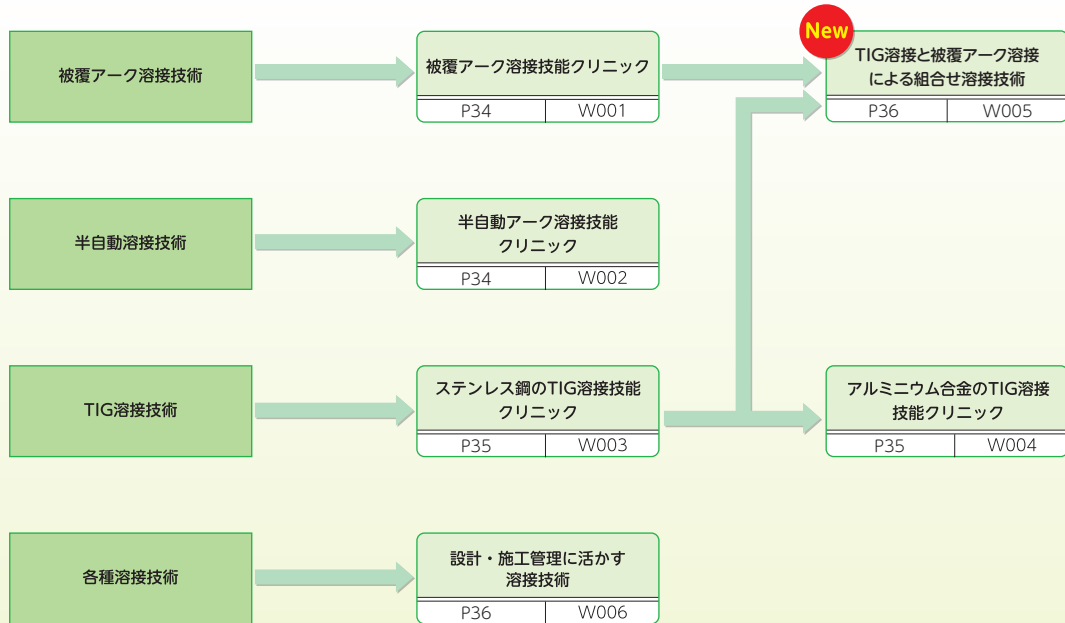 被覆アーク溶接技術
被覆アーク溶接技能クリニック
P34 W001
New
TIG溶接と被覆アーク溶接
による組合せ溶接技術
P36 W005
半自動溶接技術
半自動アーク溶接技能
クリニック
P34 W002
TIG溶接技術
ステンレス鋼のTIG溶接技能
クリニック
P35 W003
アルミニウム合金のTIG溶接
技能クリニック
P35 W004
各種溶接技術
設計・施工管理に活かす
溶接技術
P36 W006